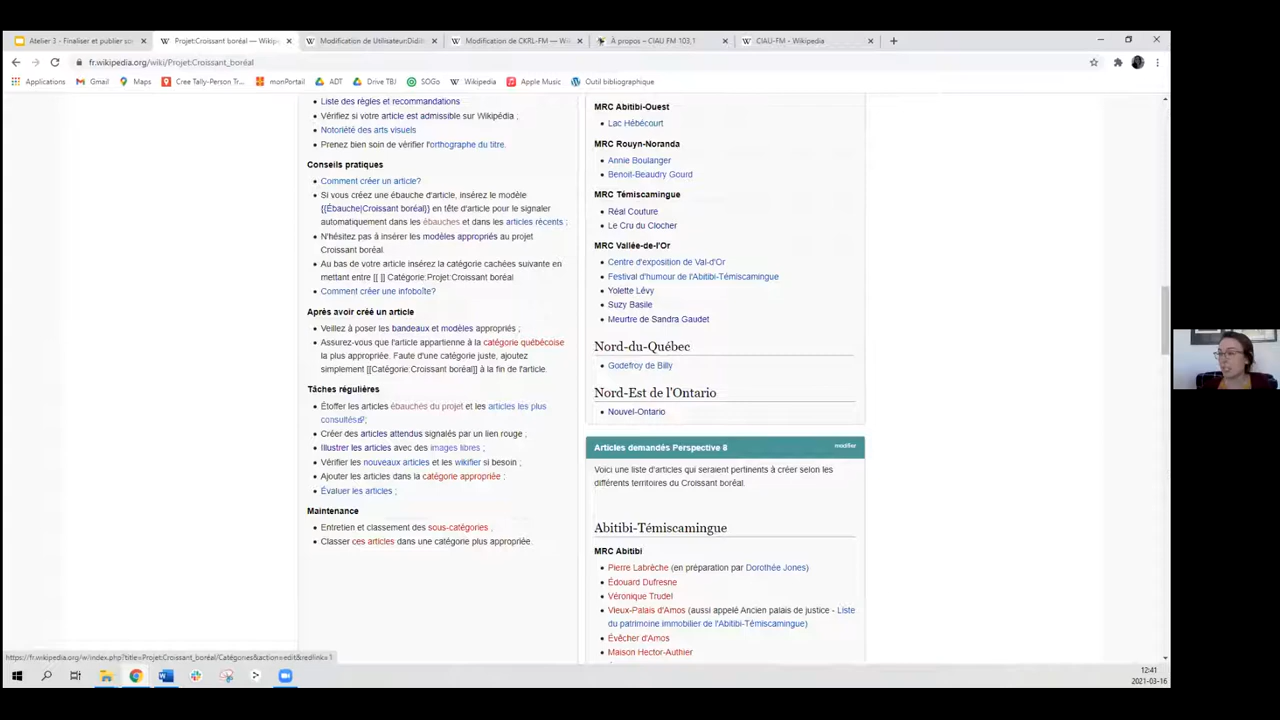 Atelier 3 - Finaliser et publier so
Projet:Croissant boréal — Wikip
Modification de UtilisateurDidib
Modification de CKRL-FM — Wi
À propos – CIAU FM 103,1
CIAU-FM - Wikipedia
fr.wikipedia.org/wiki/Projet:Croissant_boréal
Applications
Gmail
Maps
Cree Tally-Person Tr...
monPortail
ADT
Drive TBJ
SOGo
Wikipedia
Apple Music
Outil bibliographique
Liste des règles et recommandations
Vérifiez si votre article est admissible sur Wikipédia ;
Notoriété des arts visuels
Prenez bien soin de vérifier l'orthographe du titre.
Conseils pratiques
Comment créer un article?
Si vous créez une ébauche d'article, insérez le modèle
{{Ébauche|Croissant boréal}} en tête d'article pour le signaler
automatiquement dans les ébauches et dans les articles récents ;
N'hésitez pas à insérer les modèles appropriés au projet
Croissant boréal.
Au bas de votre article insérez la catégorie cachées suivante en
mettant entre [[ ]] Catégorie:Projet:Croissant boréal
Comment créer une infoboîte?
Après avoir créé un article
Veillez à poser les bandeaux et modèles appropriés ;
Assurez-vous que l'article appartienne à la catégorie québécoise
la plus appropriée. Faute d'une catégorie juste, ajoutez
simplement [[Catégorie:Croissant boréal]] à la fin de l'article.
Tâches régulières
Étoffer les articles ébauches du projet et les articles les plus
consultés ;
Créer des articles attendus signalés par un lien rouge ;
Illustrer les articles avec des images libres ;
Vérifier les nouveaux articles et les wikifier si besoin ;
Ajouter les articles dans la catégorie appropriée ;
Évaluer les articles ;
Maintenance
Entretien et classement des sous-catégories ;
Classer ces articles dans une catégorie plus appropriée.
MRC Abitibi-Ouest
Lac Hébécourt
MRC Rouyn-Noranda
Annie Boulanger
Benoit-Beaudry Gourd
MRC Témiscamingue
Réal Couture
Le Cru du Clocher
MRC Vallée-de-l'Or
Centre d'exposition de Val-d'Or
Festival d'humour de l'Abitibi-Témiscamingue
Yolette Lévy
Suzy Basile
Meurtre de Sandra Gaudet
Nord-du-Québec
Godefroy de Billy
Nord-Est de l'Ontario
Nouvel-Ontario
Articles demandés Perspective 8
modifier
Voici une liste d'articles qui seraient pertinents à créer selon les
différents territoires du Croissant boréal.
Abitibi-Témiscamingue
MRC Abitibi
Pierre Labrèche (en préparation par Dorothée Jones)
Édouard Dufresne
Véronique Trudel
Vieux-Palais d'Amos (aussi appelé Ancien palais de justice - Liste
du patrimoine immobilier de l'Abitibi-Témiscamingue)
Évêcher d'Amos
Maison Hector-Authier
https://fr.wikipedia.org/w/index.php?title=Projet:Croissant_boréal/Catégories&action=edit&redlink=1
12:41
2021-03-16